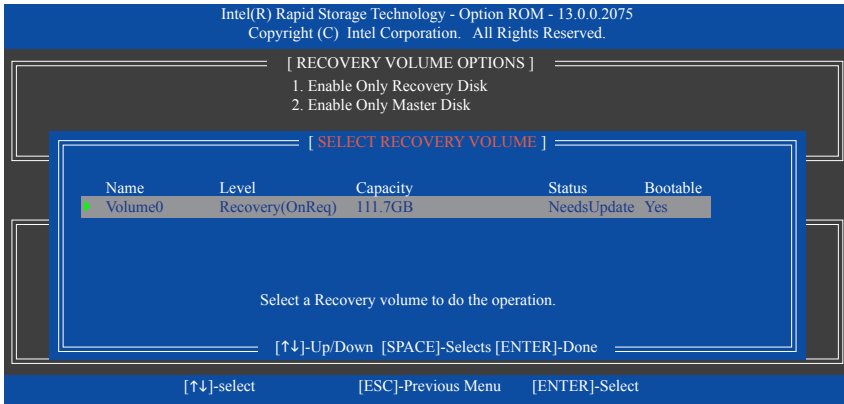 Intel(R) Rapid Storage Technology - Option ROM - 13.0.0.2075
Copyright (C) Intel Corporation. All Rights Reserved.
[ RECOVERY VOLUME OPTIONS ]
1. Enable Only Recovery Disk
2. Enable Only Master Disk
[ SELECT RECOVERY VOLUME ]
Name Level Capacity Status Bootable
Volume0 Recovery(OnReq) 111.7GB NeedsUpdate Yes
Select a Recovery volume to do the operation.
[↑↓]-Up/Down [SPACE]-Selects [ENTER]-Done
[↑↓]-select [ESC]-Previous Menu [ENTER]-Select